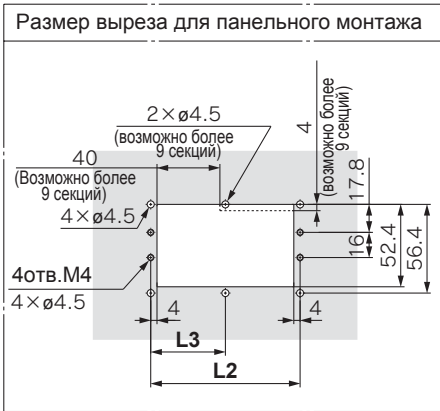 Размер выреза для панельного монтажа
2×ø4.5
(возможно более
9 секций)
4
(возможно более
9 секций)
40
(Возможно более
9 секций)
4×ø4.5
17.8
16
52.4
56.4
4отв.M4
4×ø4.5
4
4
L3
L2